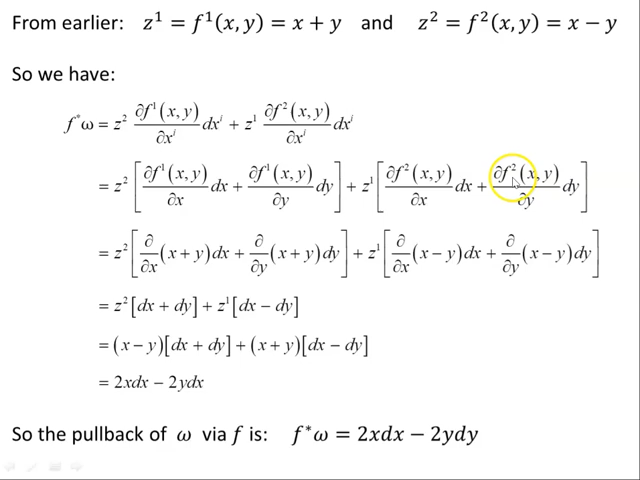 From earlier: z¹ = f¹(x, y) = x + y and z² = f²(x, y) = x − y
So we have:
f*ω = z² ∂f¹(x, y)/∂xⁱ dxⁱ + z¹ ∂f²(x, y)/∂xⁱ dxⁱ
= z² [∂f¹(x, y)/∂x dx + ∂f¹(x, y)/∂y dy] + z¹ [∂f²(x, y)/∂x dx + ∂f²(x, y)/∂y dy]
= z² [∂/∂x (x + y) dx + ∂/∂y (x + y) dy] + z¹ [∂/∂x (x − y) dx + ∂/∂y (x − y) dy]
= z² [dx + dy] + z¹ [dx − dy]
= (x − y)[dx + dy] + (x + y)[dx − dy]
= 2xdx − 2ydx
So the pullback of ω via f is: f*ω = 2xdx − 2ydy